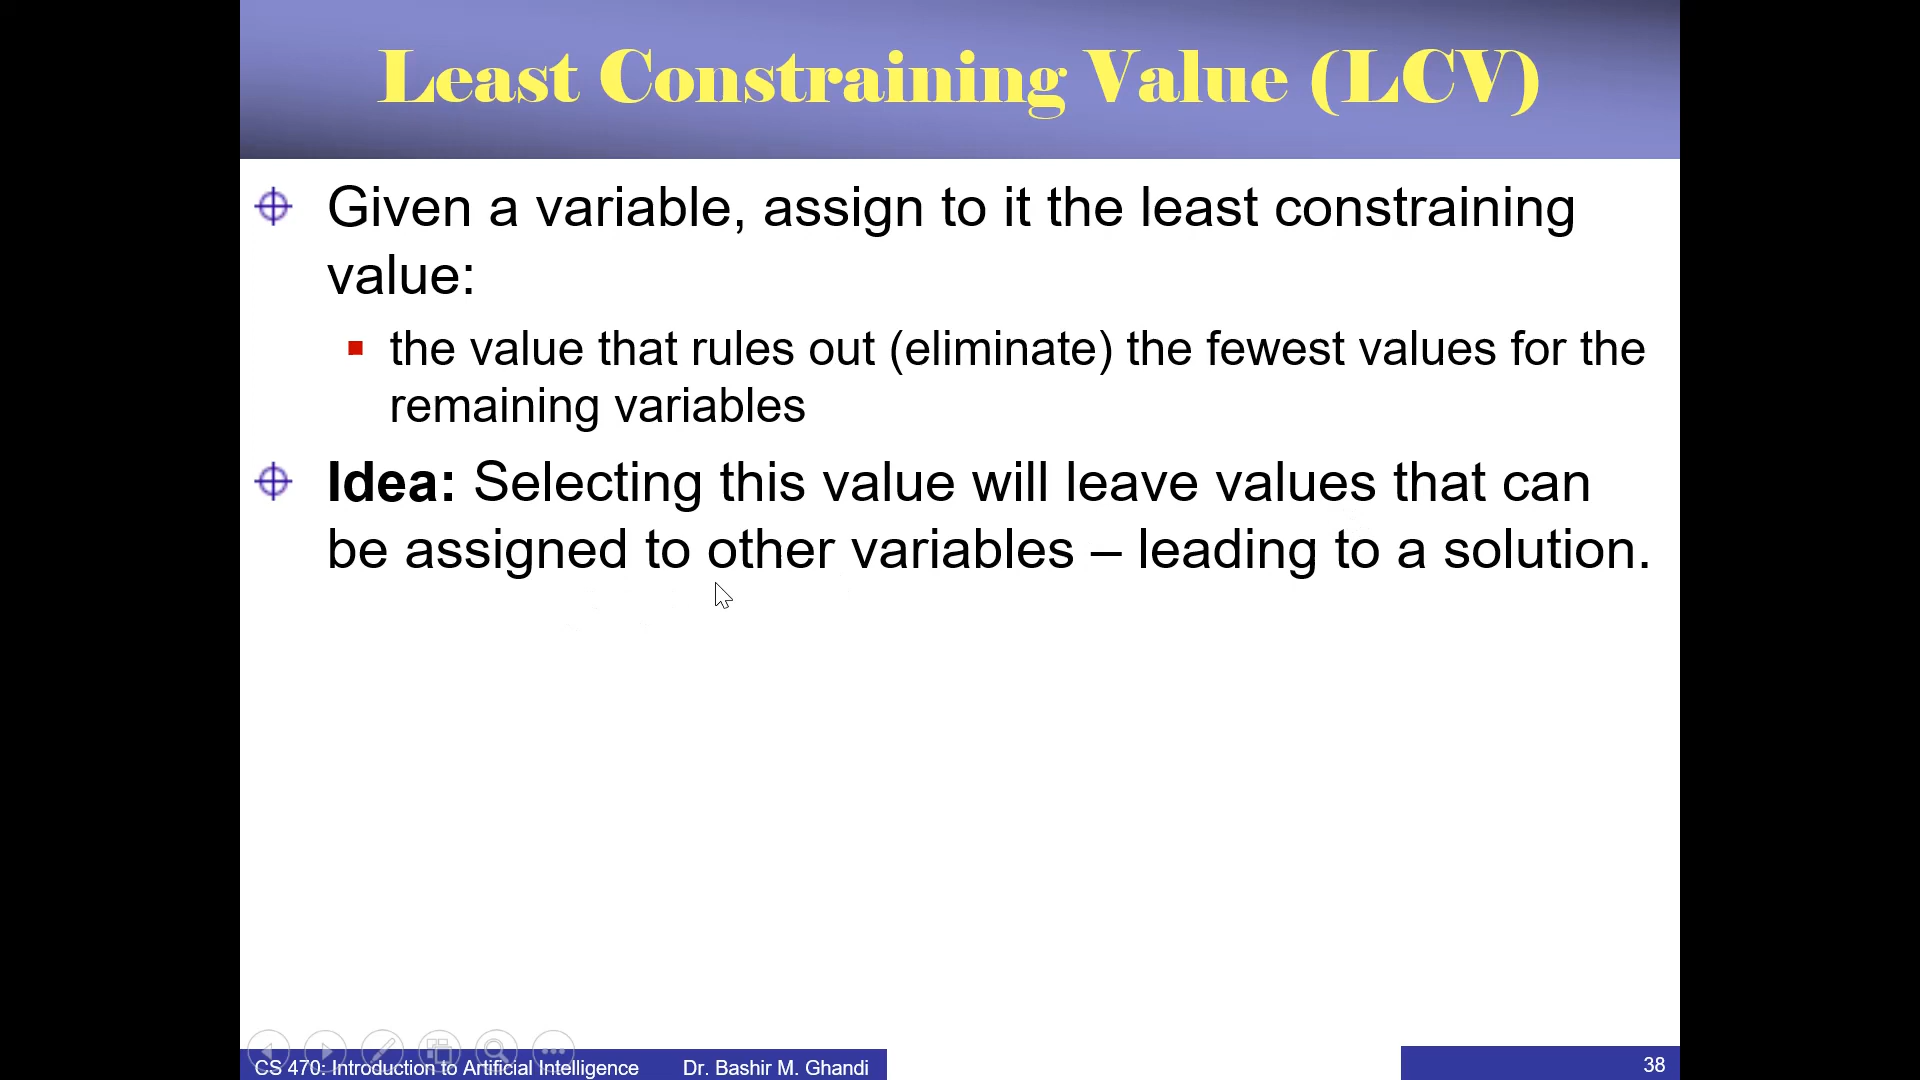 Least Constraining Value (LCV)
Given a variable, assign to it the least constraining
value:
the value that rules out (eliminate) the fewest values for the
remaining variables
Idea: Selecting this value will leave values that can
be assigned to other variables – leading to a solution.
CS 470: Introduction to Artificial Intelligence Dr. Bashir M. Ghandi
38